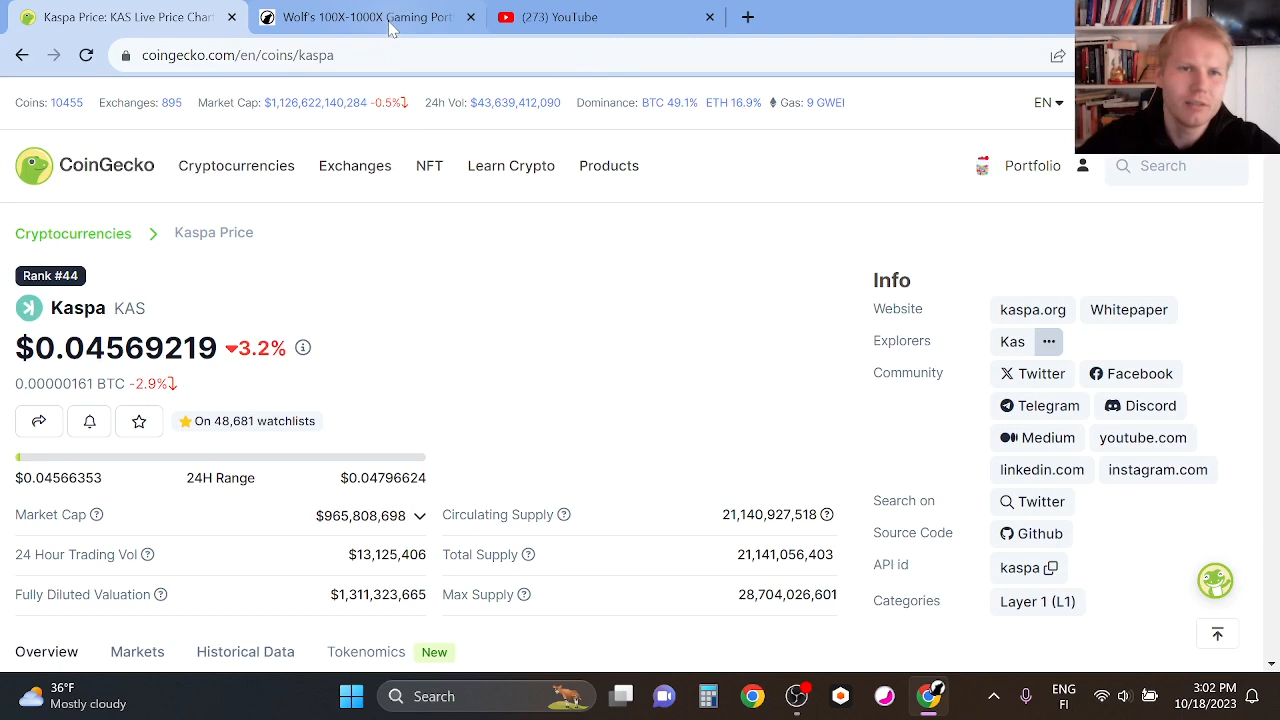 KAS Live Price Chart
Wolf's 100X-1000X Gaming Port
(273) YouTube
coingecko.com/en/coins/kaspa
Coins: 10455 Exchanges: 895 Market Cap: $1,126,622,140,284 -0.5% 24h Vol: $43,639,412,090 Dominance: BTC 49.1% ETH 16.9% Gas: 9 GWEI EN
CoinGecko Cryptocurrencies Exchanges NFT Learn Crypto Products Portfolio Search
Cryptocurrencies Kaspa Price
Rank #44
Kaspa KAS
$0.04569219 3.2%
0.00000161 BTC -2.9%
On 48,681 watchlists
$0.04566353 24H Range $0.04796624
Market Cap $965,808,698
24 Hour Trading Vol $13,125,406
Fully Diluted Valuation $1,311,323,665
Circulating Supply 21,140,927,518
Total Supply 21,141,056,403
Max Supply 28,704,026,601
Overview Markets Historical Data Tokenomics New
Info
Website kaspa.org Whitepaper
Explorers Kas
Community Twitter Facebook
Telegram Discord
Medium youtube.com
linkedin.com instagram.com
Search on Twitter
Source Code Github
API id kaspa
Categories Layer 1 (L1)
36°F
Mostly cloudy
Search
ENG
FI
3:02 PM
10/18/2023